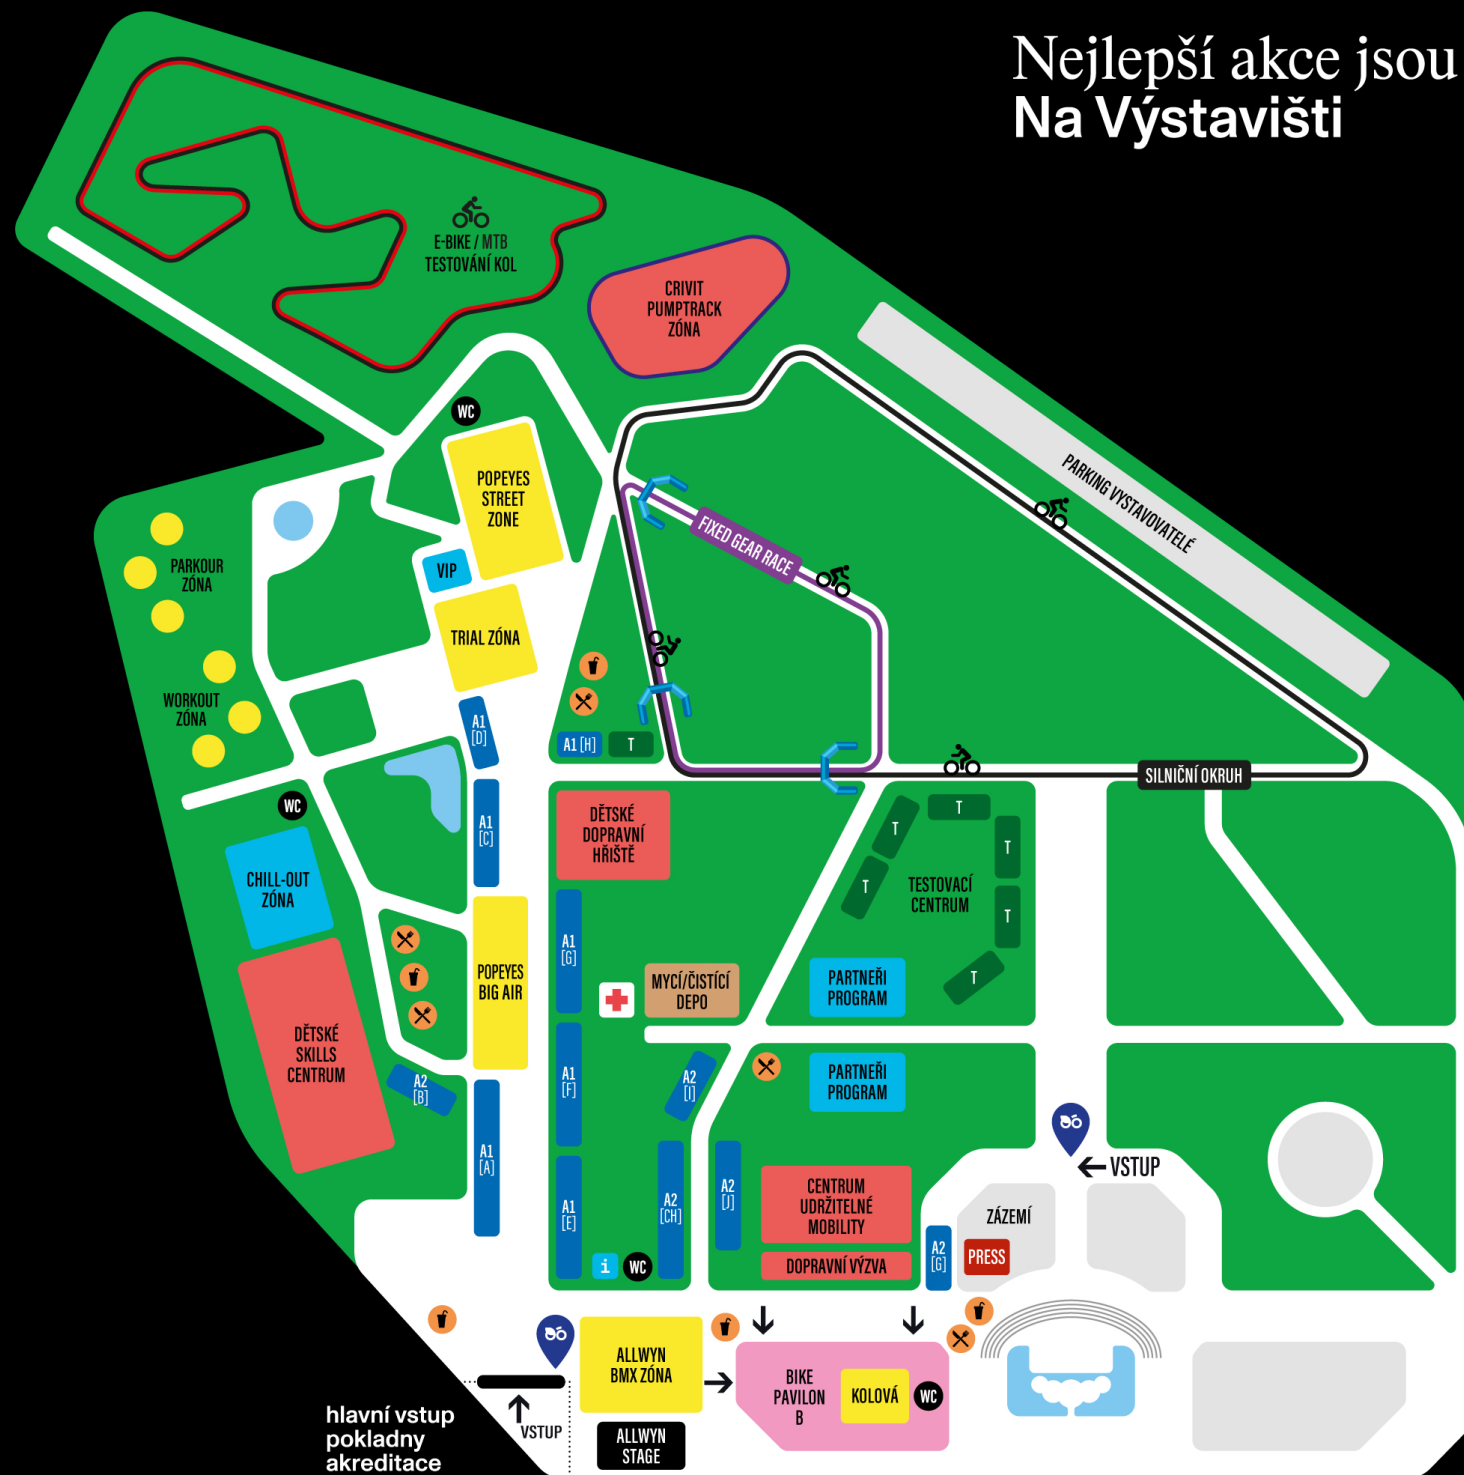 Nejlepší akce jsou
Na Výstavišti
E-BIKE / MTB
TESTOVÁNÍ KOL
CRIVIT
PUMPTRACK
ZÓNA
PARKING VYSTAVOVATELÉ
WC
POPEYES
STREET
ZONE
FIXED GEAR RACE
VIP
PARKOUR
ZÓNA
TRIAL ZÓNA
WORKOUT
ZÓNA
A1
[D]
A1 [H]
T
SILNIČNÍ OKRUH
WC
A1
[C]
DĚTSKÉ
DOPRAVNÍ
HŘIŠTĚ
T
T
T
T
T
T
TESTOVACÍ
CENTRUM
CHILL-OUT
ZÓNA
A1
[G]
POPEYES
BIG AIR
MYCÍ/ČISTÍCÍ
DEPO
PARTNEŘI
PROGRAM
DĚTSKÉ
SKILLS
CENTRUM
A2
[B]
A1
[F]
A2
[I]
PARTNEŘI
PROGRAM
A1
[A]
A1
[E]
A2
[CH]
A2
[J]
CENTRUM
UDRŽITELNÉ
MOBILITY
VSTUP
ZÁZEMÍ
DOPRAVNÍ VÝZVA
A2
[G]
PRESS
i
WC
ALLWYN
BMX ZÓNA
BIKE
PAVILON
B
KOLOVÁ
WC
hlavní vstup
pokladny
akreditace
VSTUP
ALLWYN
STAGE